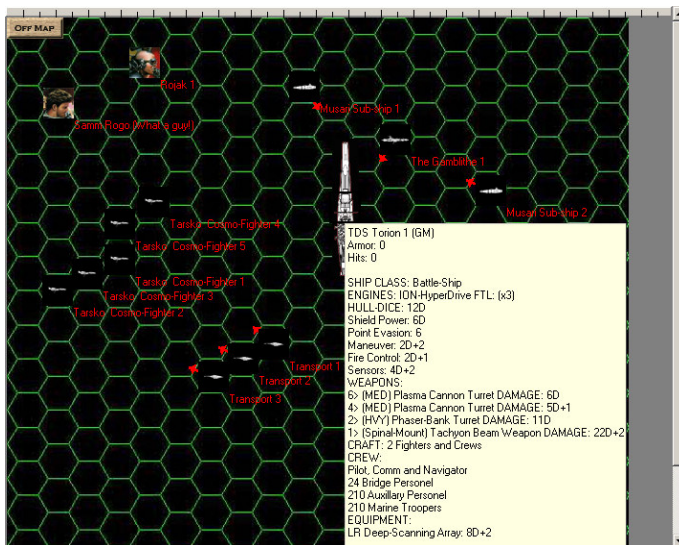 OFF MAP
Rojak 1
Samm Rogo (What a guy!)
Musari Sub-ship 1
The Gamblithe 1
Musari Sub-ship 2
Tarsko Cosmo-Fighter 4
Tarsko Cosmo-Fighter 5
Tarsko Cosmo-Fighter 1
Tarsko Cosmo-Fighter 3
Tarsko Cosmo-Fighter 2
Transport 1
Transport 2
Transport 3
TDS Torion 1 (GM)
Armor: 0
Hits: 0
SHIP CLASS: Battle-Ship
ENGINES: ION-HyperDrive FTL: (x3)
HULL-DICE: 12D
Shield Power: 6D
Point Evasion: 6
Maneuver: 2D+2
Fire Control: 2D+1
Sensors: 4D+2
WEAPONS:
6> (MED) Plasma Cannon Turret DAMAGE: 6D
4> (MED) Plasma Cannon Turret DAMAGE: 5D+1
2> (HVY) Phaser-Bank Turret DAMAGE: 11D
1> (Spinal-Mount) Tachyon Beam Weapon DAMAGE: 22D+2
CRAFT: 2 Fighters and Crews
CREW:
Pilot, Comm and Navigator
24 Bridge Personel
210 Auxillary Personel
210 Marine Troopers
EQUIPMENT:
LR Deep-Scanning Array: 8D+2